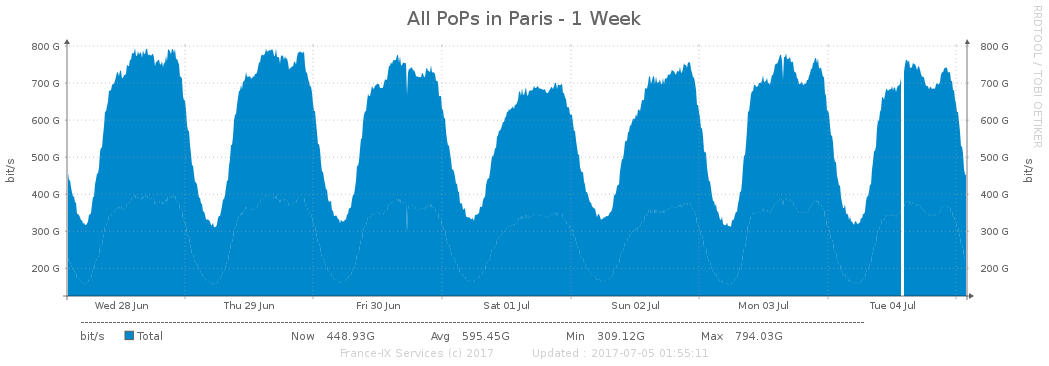 All PoPs in Paris - 1 Week
RRDTOOL / TOBI OETIKER
800 G 800 G
700 G 700 G
600 G 600 G
500 G 500 G
400 G 400 G
300 G 300 G
200 G 200 G
bit/s bit/s
Wed 28 Jun Thu 29 Jun Fri 30 Jun Sat 01 Jul Sun 02 Jul Mon 03 Jul Tue 04 Jul
bit/s Total Now 448.93G Avg 595.45G Min 309.12G Max 794.03G
France-IX Services (c) 2017 Updated : 2017-07-05 01:55:11